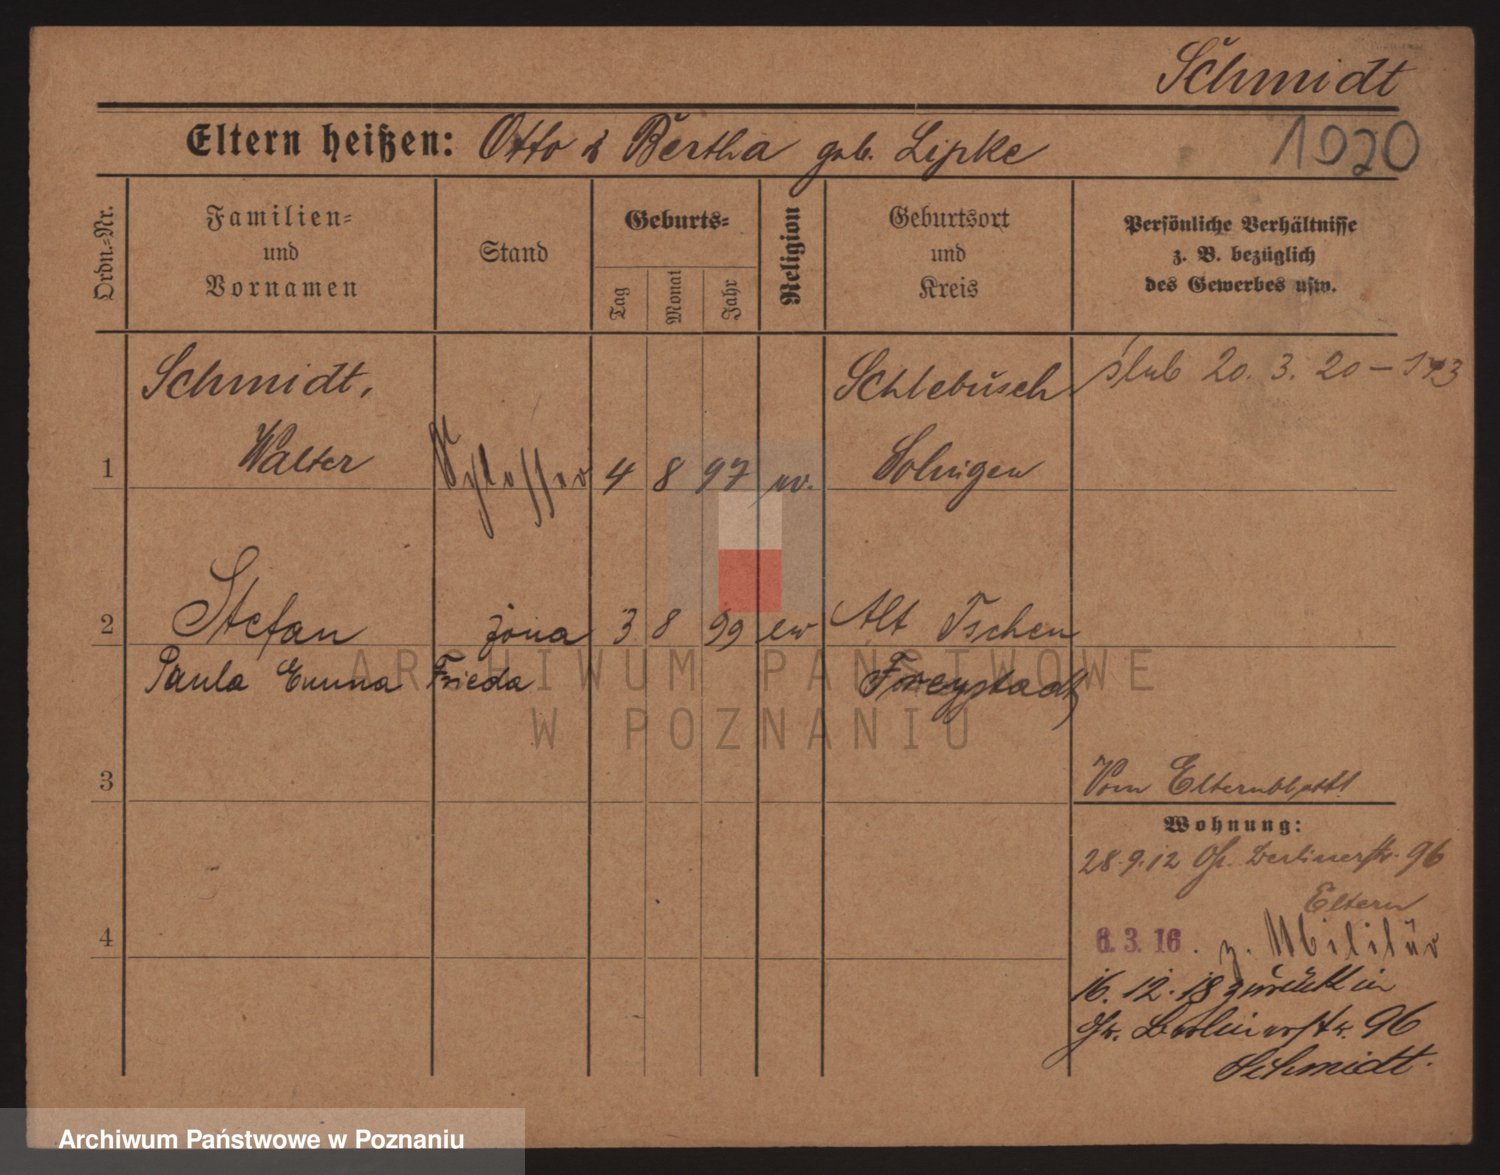 Schmidt
Eltern heißen: Otto & Bertha geb. Lipke 1920
Ordn.=Nr. Familien= und Vornamen Stand Geburts= Tag Monat Jahr Religion Geburtsort und Kreis Persönliche Verhältnisse z. B. bezüglich des Gewerbes usw.
Schmidt, Schlebusch ślub 20. 3. 20 – 173
1 Walter Schlosser 4 8 97 ev. Solingen
2 Stefan żona 3 8 99 ew Alt Tschen
Paula Emma Frieda Freystadt
ARCHIWUM PAŃSTWOWE
W POZNANIU
3 Vom Elternblatt!
Wohnung:
28.9.12 Gr. Berlinerstr. 96
Eltern
4 6. 3. 16. z. Militär
16. 12. 18 zurück in
Gr. Berlinerstr. 96
Schmidt.
Archiwum Państwowe w Poznaniu